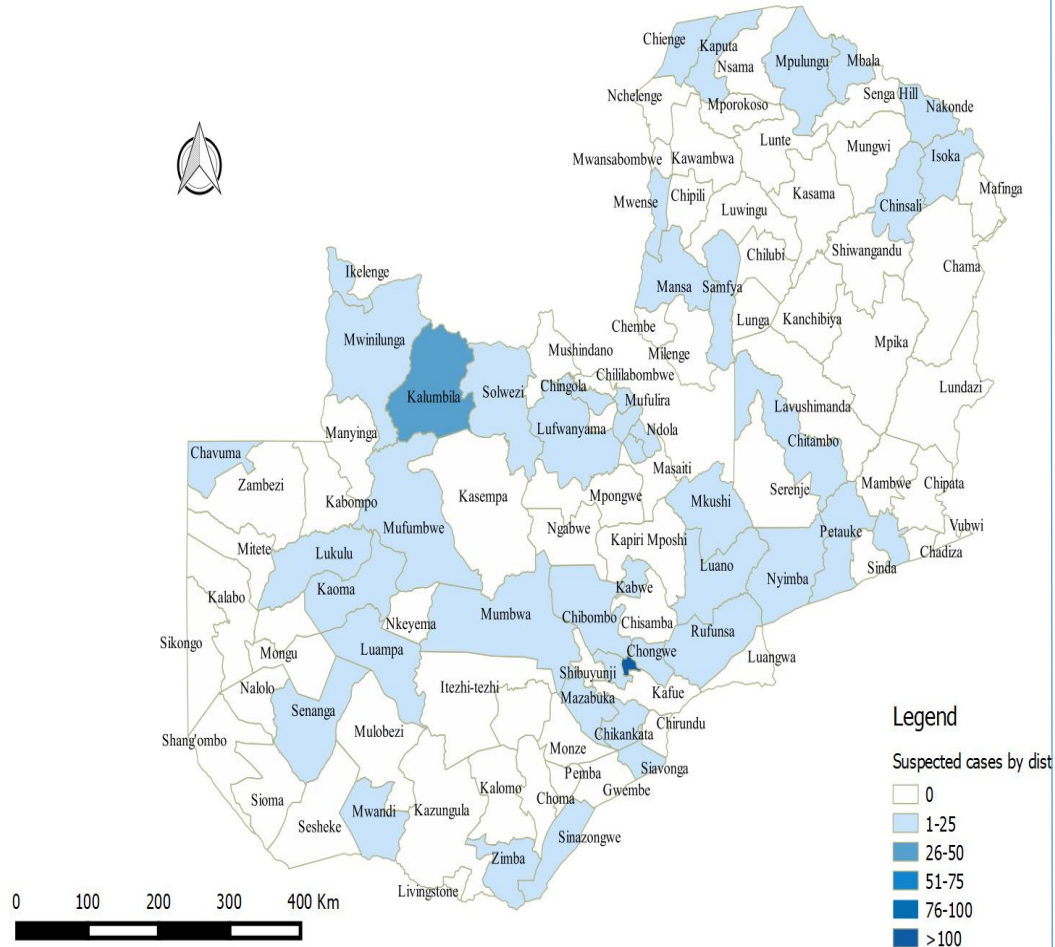 Chienge
Kaputa
Nsama
Mpulungu
Mbala
Nchelenge
Mporokoso
Senga Hill
Nakonde
Lunte
Mungwi
Isoka
Mwansabombwe
Kawambwa
Mafinga
Mwense
Chipili
Luwingu
Kasama
Chinsali
Chilubi
Shiwangandu
Chama
Ikelenge
Mansa
Samfya
Lunga
Kanchibiya
Mwinilunga
Chembe
Mpika
Mushindano
Milenge
Chililabombwe
Kalumbila
Solwezi
Chingola
Mufulira
Lundazi
Lavushimanda
Manyinga
Lufwanyama
Ndola
Chitambo
Chavuma
Masaiti
Zambezi
Kasempa
Mpongwe
Mkushi
Serenje
Mambwe
Chipata
Kabompo
Mufumbwe
Ngabwe
Kapiri Mposhi
Petauke
Vubwi
Mitete
Lukulu
Luano
Nyimba
Sinda
Chadiza
Kalabo
Kaoma
Kabwe
Nkeyema
Mumbwa
Chibombo
Chisamba
Rufunsa
Sikongo
Mongu
Luampa
Chongwe
Luangwa
Shibuyunji
Nalolo
Itezhi-tezhi
Kafue
Mazabuka
Senanga
Chirundu
Shang'ombo
Mulobezi
Chikankata
Monze
Siavonga
Pemba
Sioma
Kalomo
Choma
Gwembe
Sesheke
Mwandi
Kazungula
Sinazongwe
Zimba
Livingstone
Legend
Suspected cases by dist
0
1-25
26-50
51-75
76-100
>100
0 100 200 300 400 Km